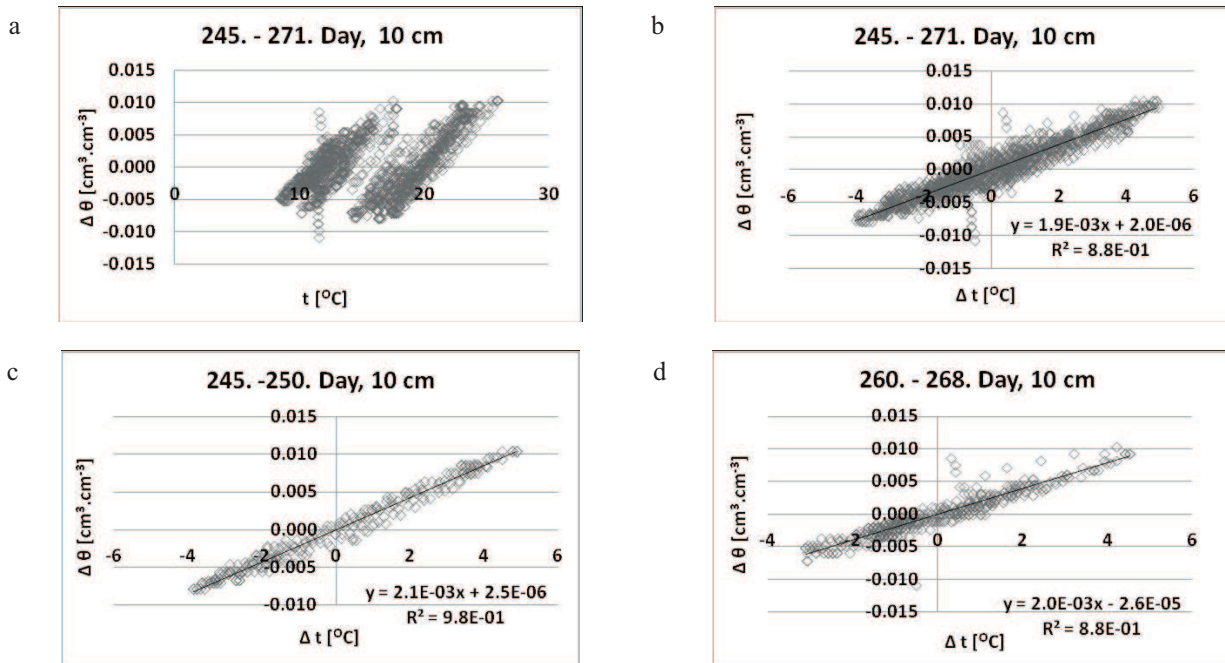 a
245. - 271. Day, 10 cm
0.015
0.010
0.005
0.000
-0.005
-0.010
-0.015
0
10
20
30
Δ θ [cm³.cm⁻³]
t [⁰C]
b
245. - 271. Day, 10 cm
0.015
0.010
0.005
0.000
-0.005
-0.010
-0.015
-6
-4
-2
0
2
4
6
Δ θ [cm³.cm⁻³]
y = 1.9E-03x + 2.0E-06
R² = 8.8E-01
Δ t [⁰C]
c
245. -250. Day, 10 cm
0.015
0.010
0.005
0.000
-0.005
-0.010
-6
-4
-2
0
2
4
6
Δ θ [cm³.cm⁻³]
y = 2.1E-03x + 2.5E-06
R² = 9.8E-01
Δ t [⁰C]
d
260. - 268. Day, 10 cm
0.015
0.010
0.005
0.000
-0.005
-0.010
-0.015
-4
-2
0
2
4
6
Δ θ [cm³.cm⁻³]
y = 2.0E-03x - 2.6E-05
R² = 8.8E-01
Δ t [⁰C]